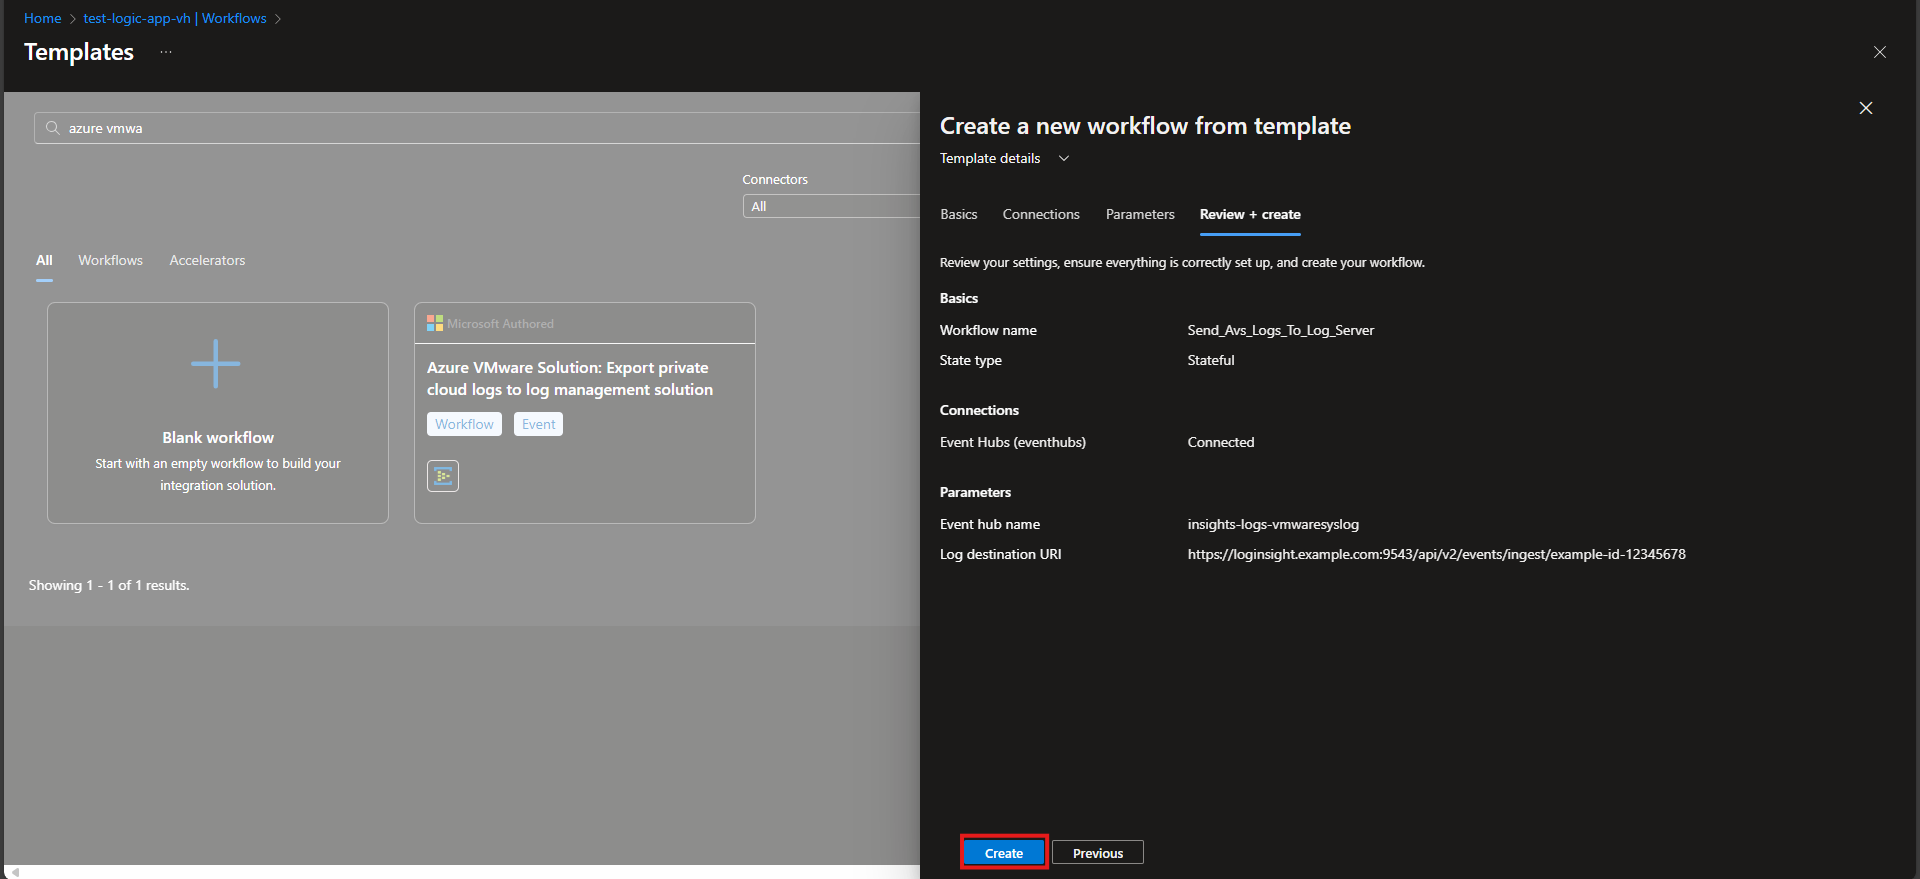 Home > test-logic-app-vh | Workflows >
Templates ...
azure vmwa
Connectors
All
All Workflows Accelerators
Blank workflow
Start with an empty workflow to build your
integration solution.
Microsoft Authored
Azure VMware Solution: Export private
cloud logs to log management solution
Workflow Event
Showing 1 - 1 of 1 results.
Create a new workflow from template
Template details
Basics Connections Parameters Review + create
Review your settings, ensure everything is correctly set up, and create your workflow.
Basics
Workflow name Send_Avs_Logs_To_Log_Server
State type Stateful
Connections
Event Hubs (eventhubs) Connected
Parameters
Event hub name insights-logs-vmwaresyslog
Log destination URI https://loginsight.example.com:9543/api/v2/events/ingest/example-id-12345678
Create Previous